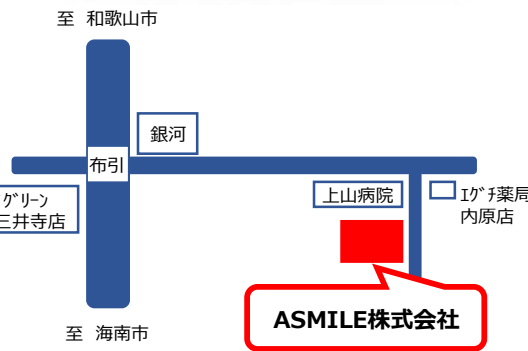 至 和歌山市
銀河
布引
グリーン
三井寺店
上山病院
エグチ薬局
内原店
ASMILE株式会社
至 海南市